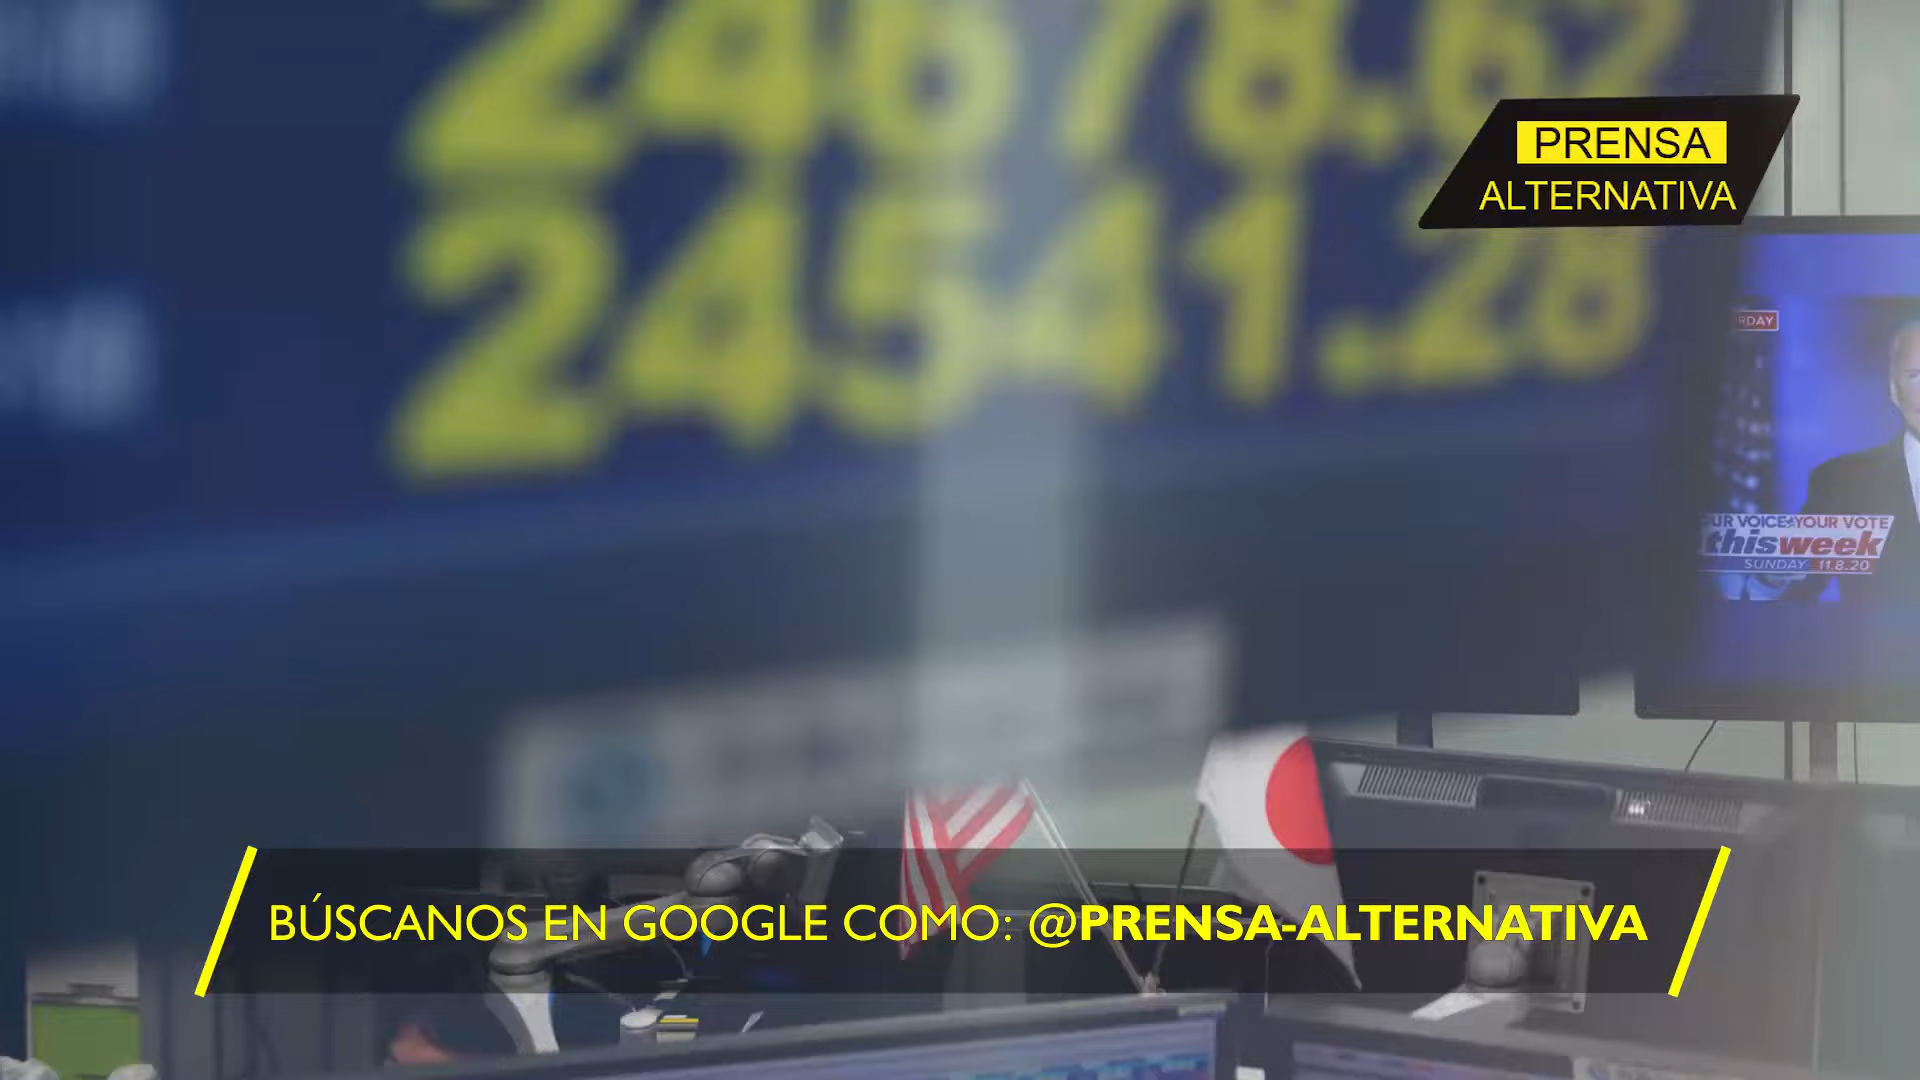 24678.62
PRENSA
ALTERNATIVA
24541.28
RDAY
UR VOICE YOUR VOTE
thisweek
SUNDAY 11.8.20
BÚSCANOS EN GOOGLE COMO: @PRENSA-ALTERNATIVA